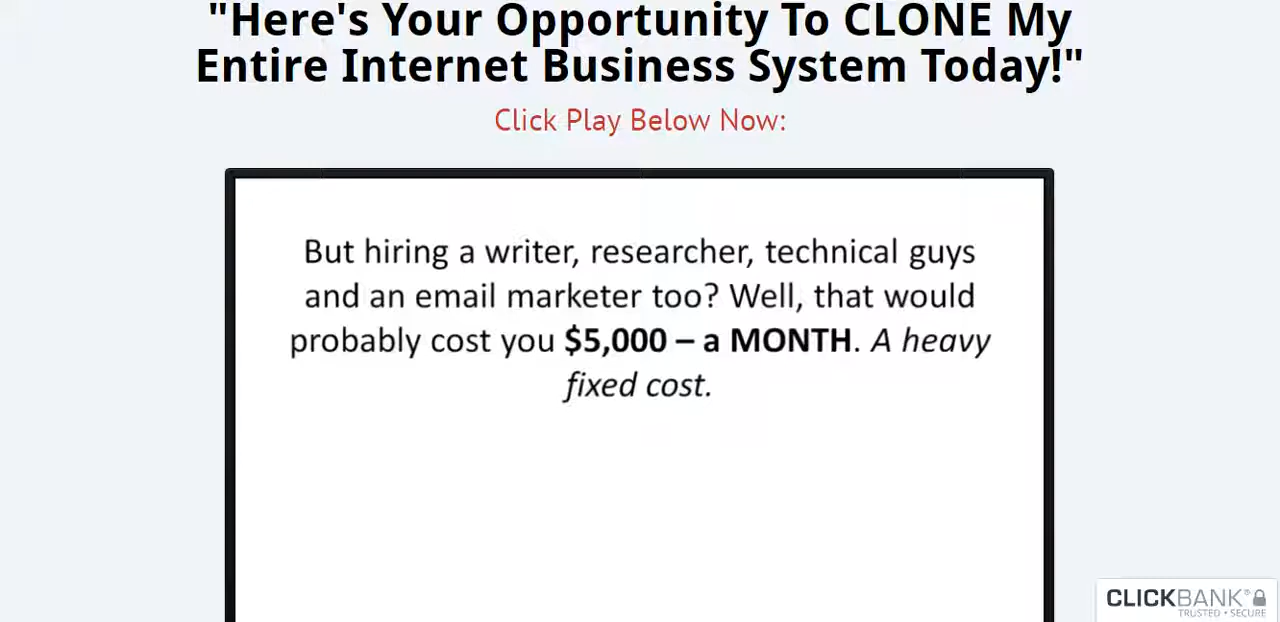 "Here's Your Opportunity To CLONE My
Entire Internet Business System Today!"
Click Play Below Now:
But hiring a writer, researcher, technical guys
and an email marketer too? Well, that would
probably cost you $5,000 – a MONTH. A heavy
fixed cost.
CLICKBANK®
TRUSTED • SECURE